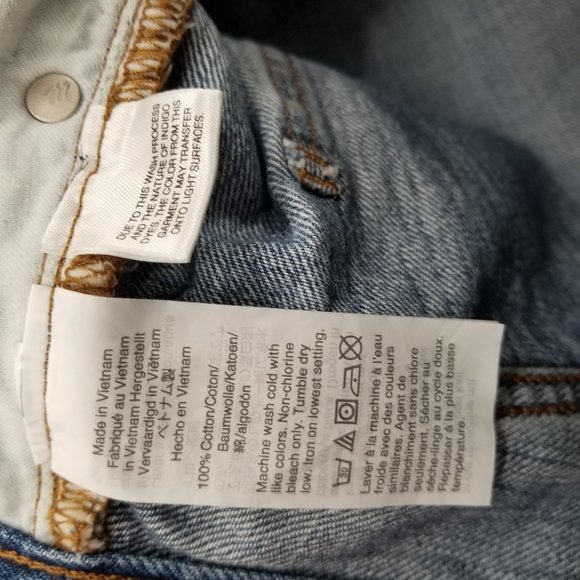 DUE TO THIS WASH PROCESS
AND THE NATURE OF INDIGO
DYES, THE COLOR FROM THIS
GARMENT MAY TRANSFER
ONTO LIGHT SURFACES.
Made in Vietnam
Fabriqué au Vietnam
in Vietnam Hergestellt
Vervaardigd in Viëtnam
ベトナム製
Hecho en Vietnam
100% Cotton/Coton/
Baumwolle/Katoen/
綿/algodón
Machine wash cold with
like colors. Non-chlorine
bleach only. Tumble dry
low. Iron on lowest setting.
30
Laver à la machine à l'eau
froide avec des couleurs
similaires. Agent de
blanchiment sans chlore
seulement. Sécher au
sèche-linge au cycle doux.
Repasser à la plus basse
température.